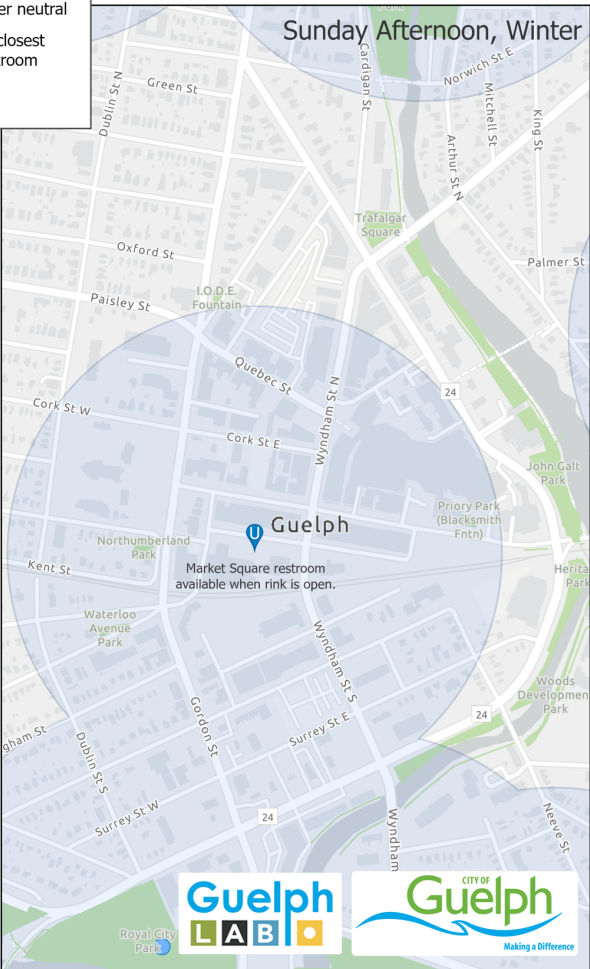 er neutral
closest
room
Sunday Afternoon, Winter
Park
Norwich St E
Cardigan St
Mitchell St
King St
Dublin St N
Green St
Arthur St N
Trafalgar
Square
Oxford St
Palmer St
I.O.D.E.
Fountain
Paisley St
Quebec St
24
Wyndham St N
Cork St W
Cork St E
John Galt
Park
Priory Park
(Blacksmith
Fntn)
U
Guelph
Northumberland
Park
Kent St
Market Square restroom
available when rink is open.
Herita
Park
Waterloo
Avenue
Park
Wyndham St S
Woods
Developmen
Park
Gordon St
24
gham St
Dublin St S
Surrey St E
Surrey St W
24
Wyndham
Neeve St
Royal City
Park
Guelph
LAB
CITY OF
Guelph
Making a Difference